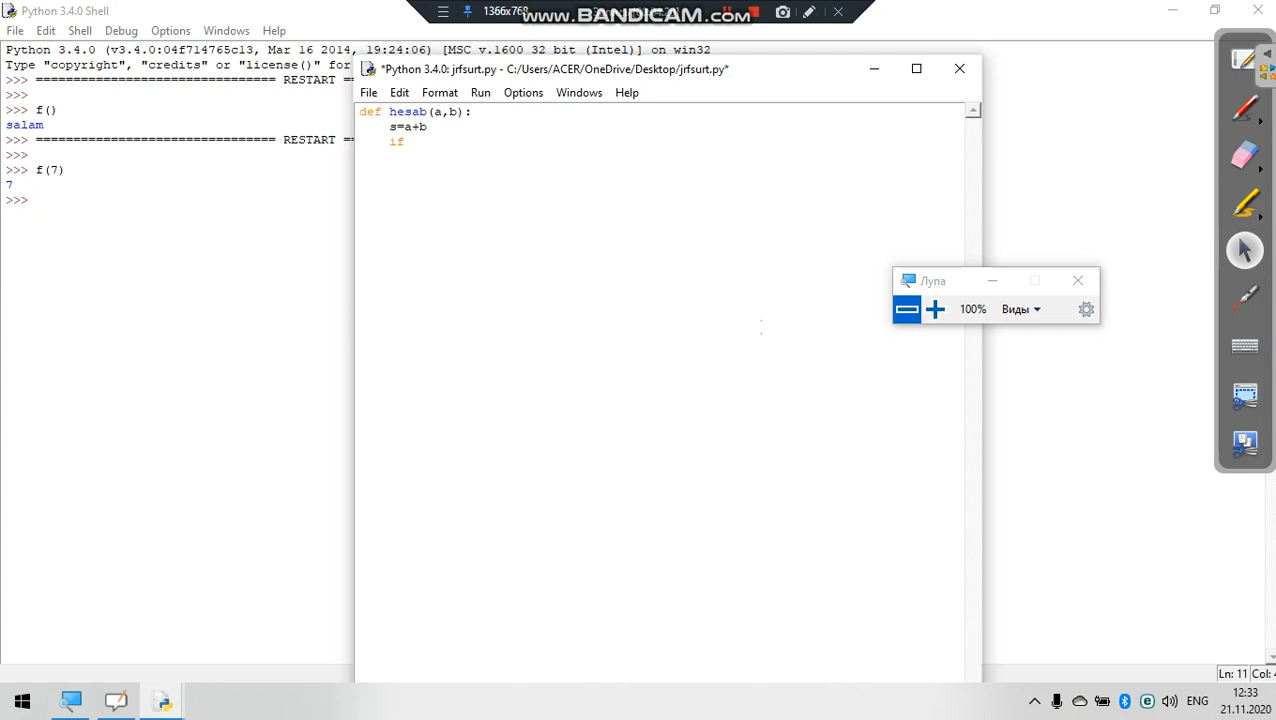 Python 3.4.0 Shell
1366x768
www.BANDICAM.com
File Edit Shell Debug Options Windows Help
Python 3.4.0 (v3.4.0:04f714765c13, Mar 16 2014, 19:24:06) [MSC v.1600 32 bit (Intel)] on win32
Type "copyright", "credits" or "license()" for
>>> ================================ RESTART ==
>>>
>>> f()
salam
>>> ================================ RESTART ==
>>>
>>> f(7)
7
>>>
*Python 3.4.0: jrfsurt.py - C:/Users/ACER/OneDrive/Desktop/jrfsurt.py*
File Edit Format Run Options Windows Help
def hesab(a,b):
s=a+b
if
Лупа
100% Виды
Ln: 11 Col:
ENG
12:33
21.11.2020